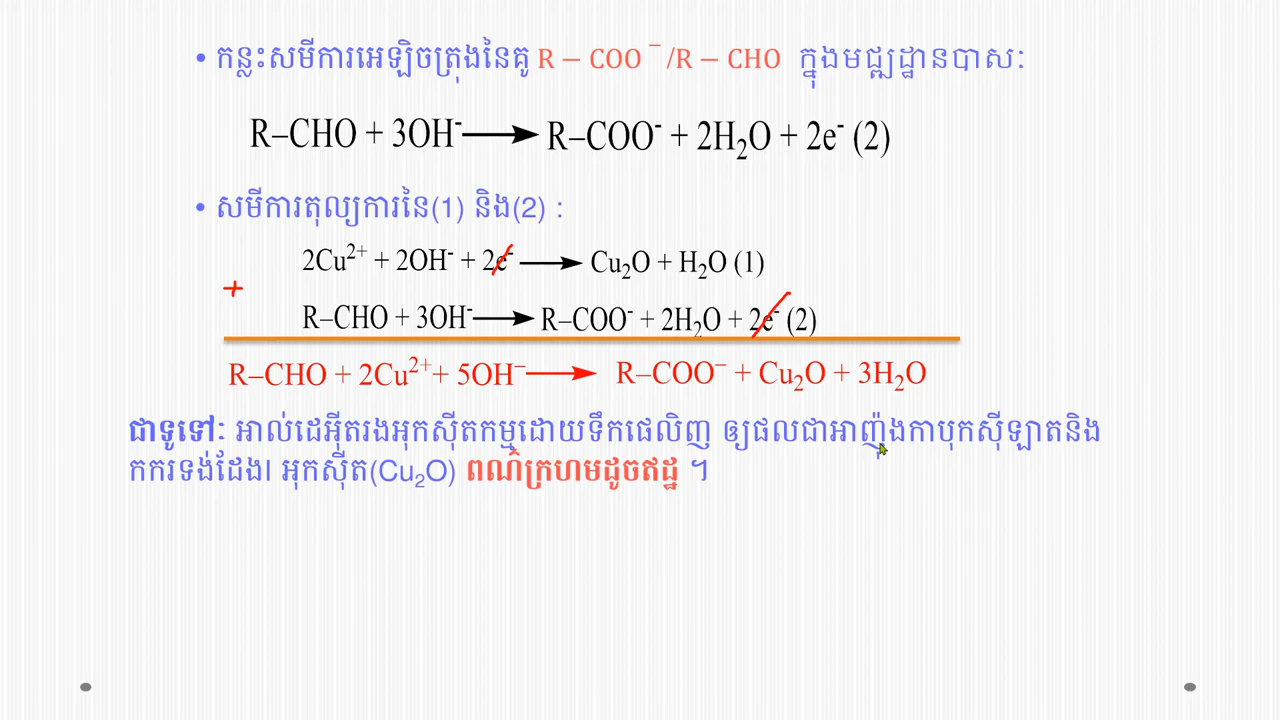 • កន្លះសមីការអេឡិចត្រុងនៃគូ R – COO⁻/R – CHO ក្នុងមជ្ឈដ្ឋានបាសៈ
R–CHO + 3OH⁻ ⟶ R–COO⁻ + 2H₂O + 2e⁻ (2)
• សមីការតុល្យការនៃ(1) និង(2) :
2Cu²⁺ + 2OH⁻ + 2e⁻ ⟶ Cu₂O + H₂O (1)
+
R–CHO + 3OH⁻ ⟶ R–COO⁻ + 2H₂O + 2e⁻ (2)
R–CHO + 2Cu²⁺+ 5OH⁻ ⟶ R–COO⁻ + Cu₂O + 3H₂O
ជាទូទៅៈ អាល់ដេអ៊ីតរងអុកស៊ីតកម្មដោយទឹកផេលិញ ឲ្យផលជាអាញ៉ុងកាបុកស៊ីឡាតនិង
កករទង់ដែងI អុកស៊ីត(Cu₂O) ពណ៌ក្រហមដូចឥដ្ឋ ។